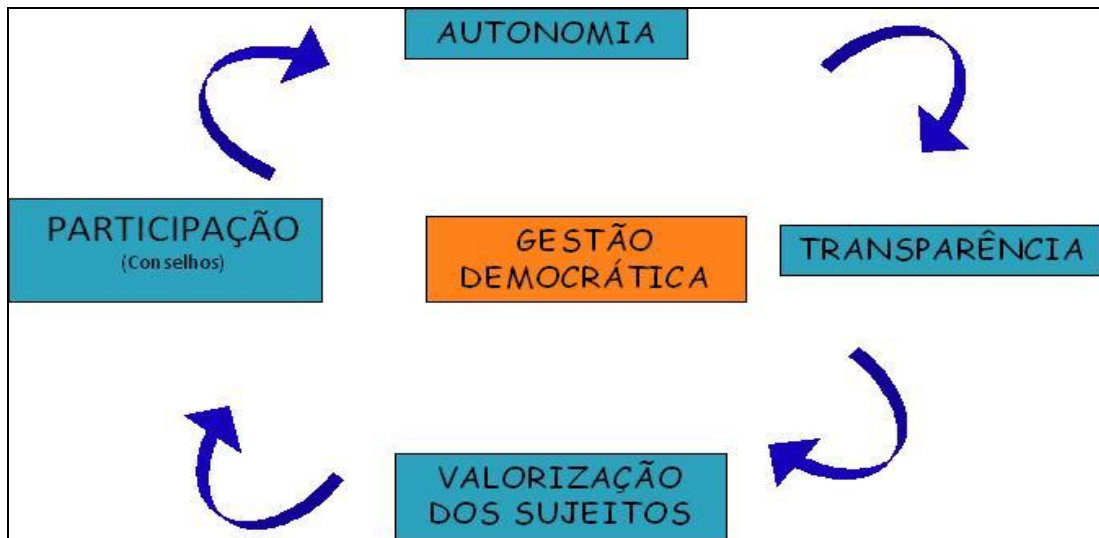 AUTONOMIA
PARTICIPAÇÃO
(Conselhos)
GESTÃO
DEMOCRÁTICA
TRANSPARÊNCIA
VALORIZAÇÃO
DOS SUJEITOS